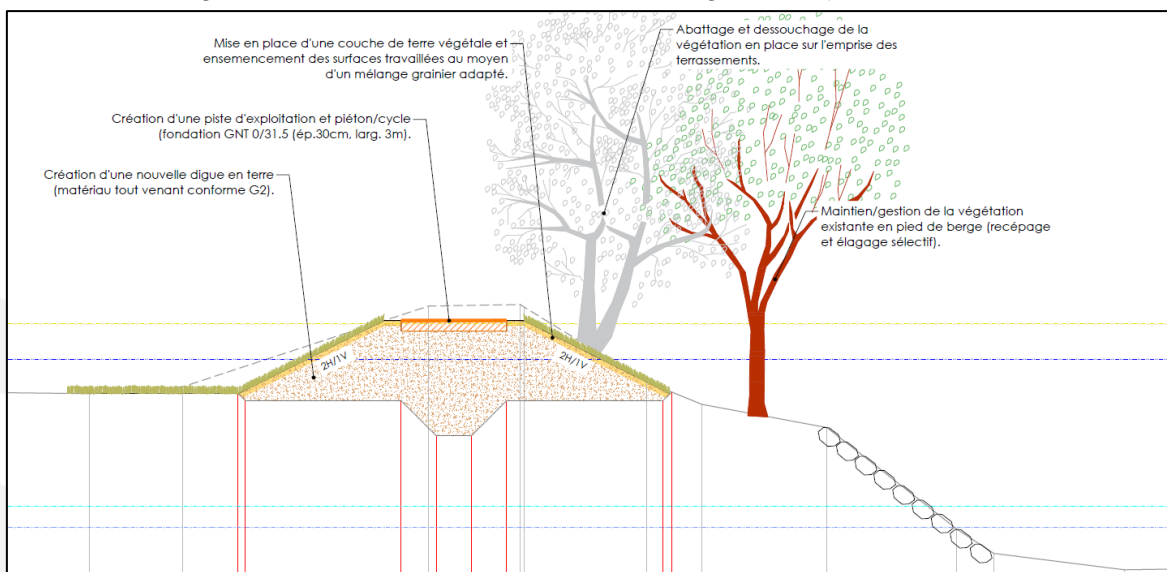 Mise en place d'une couche de terre végétale et
ensemencement des surfaces travaillées au moyen
d'un mélange grainier adapté.
Abattage et dessouchage de la
végétation en place sur l'emprise des
terrassements.
Création d'une piste d'exploitation et piéton/cycle
(fondation GNT 0/31.5 (ép.30cm, larg. 3m).
Création d'une nouvelle digue en terre
(matériau tout venant conforme G2).
Maintien/gestion de la végétation
existante en pied de berge (recépage
et élagage sélectif).
2H/1V
2H/1V